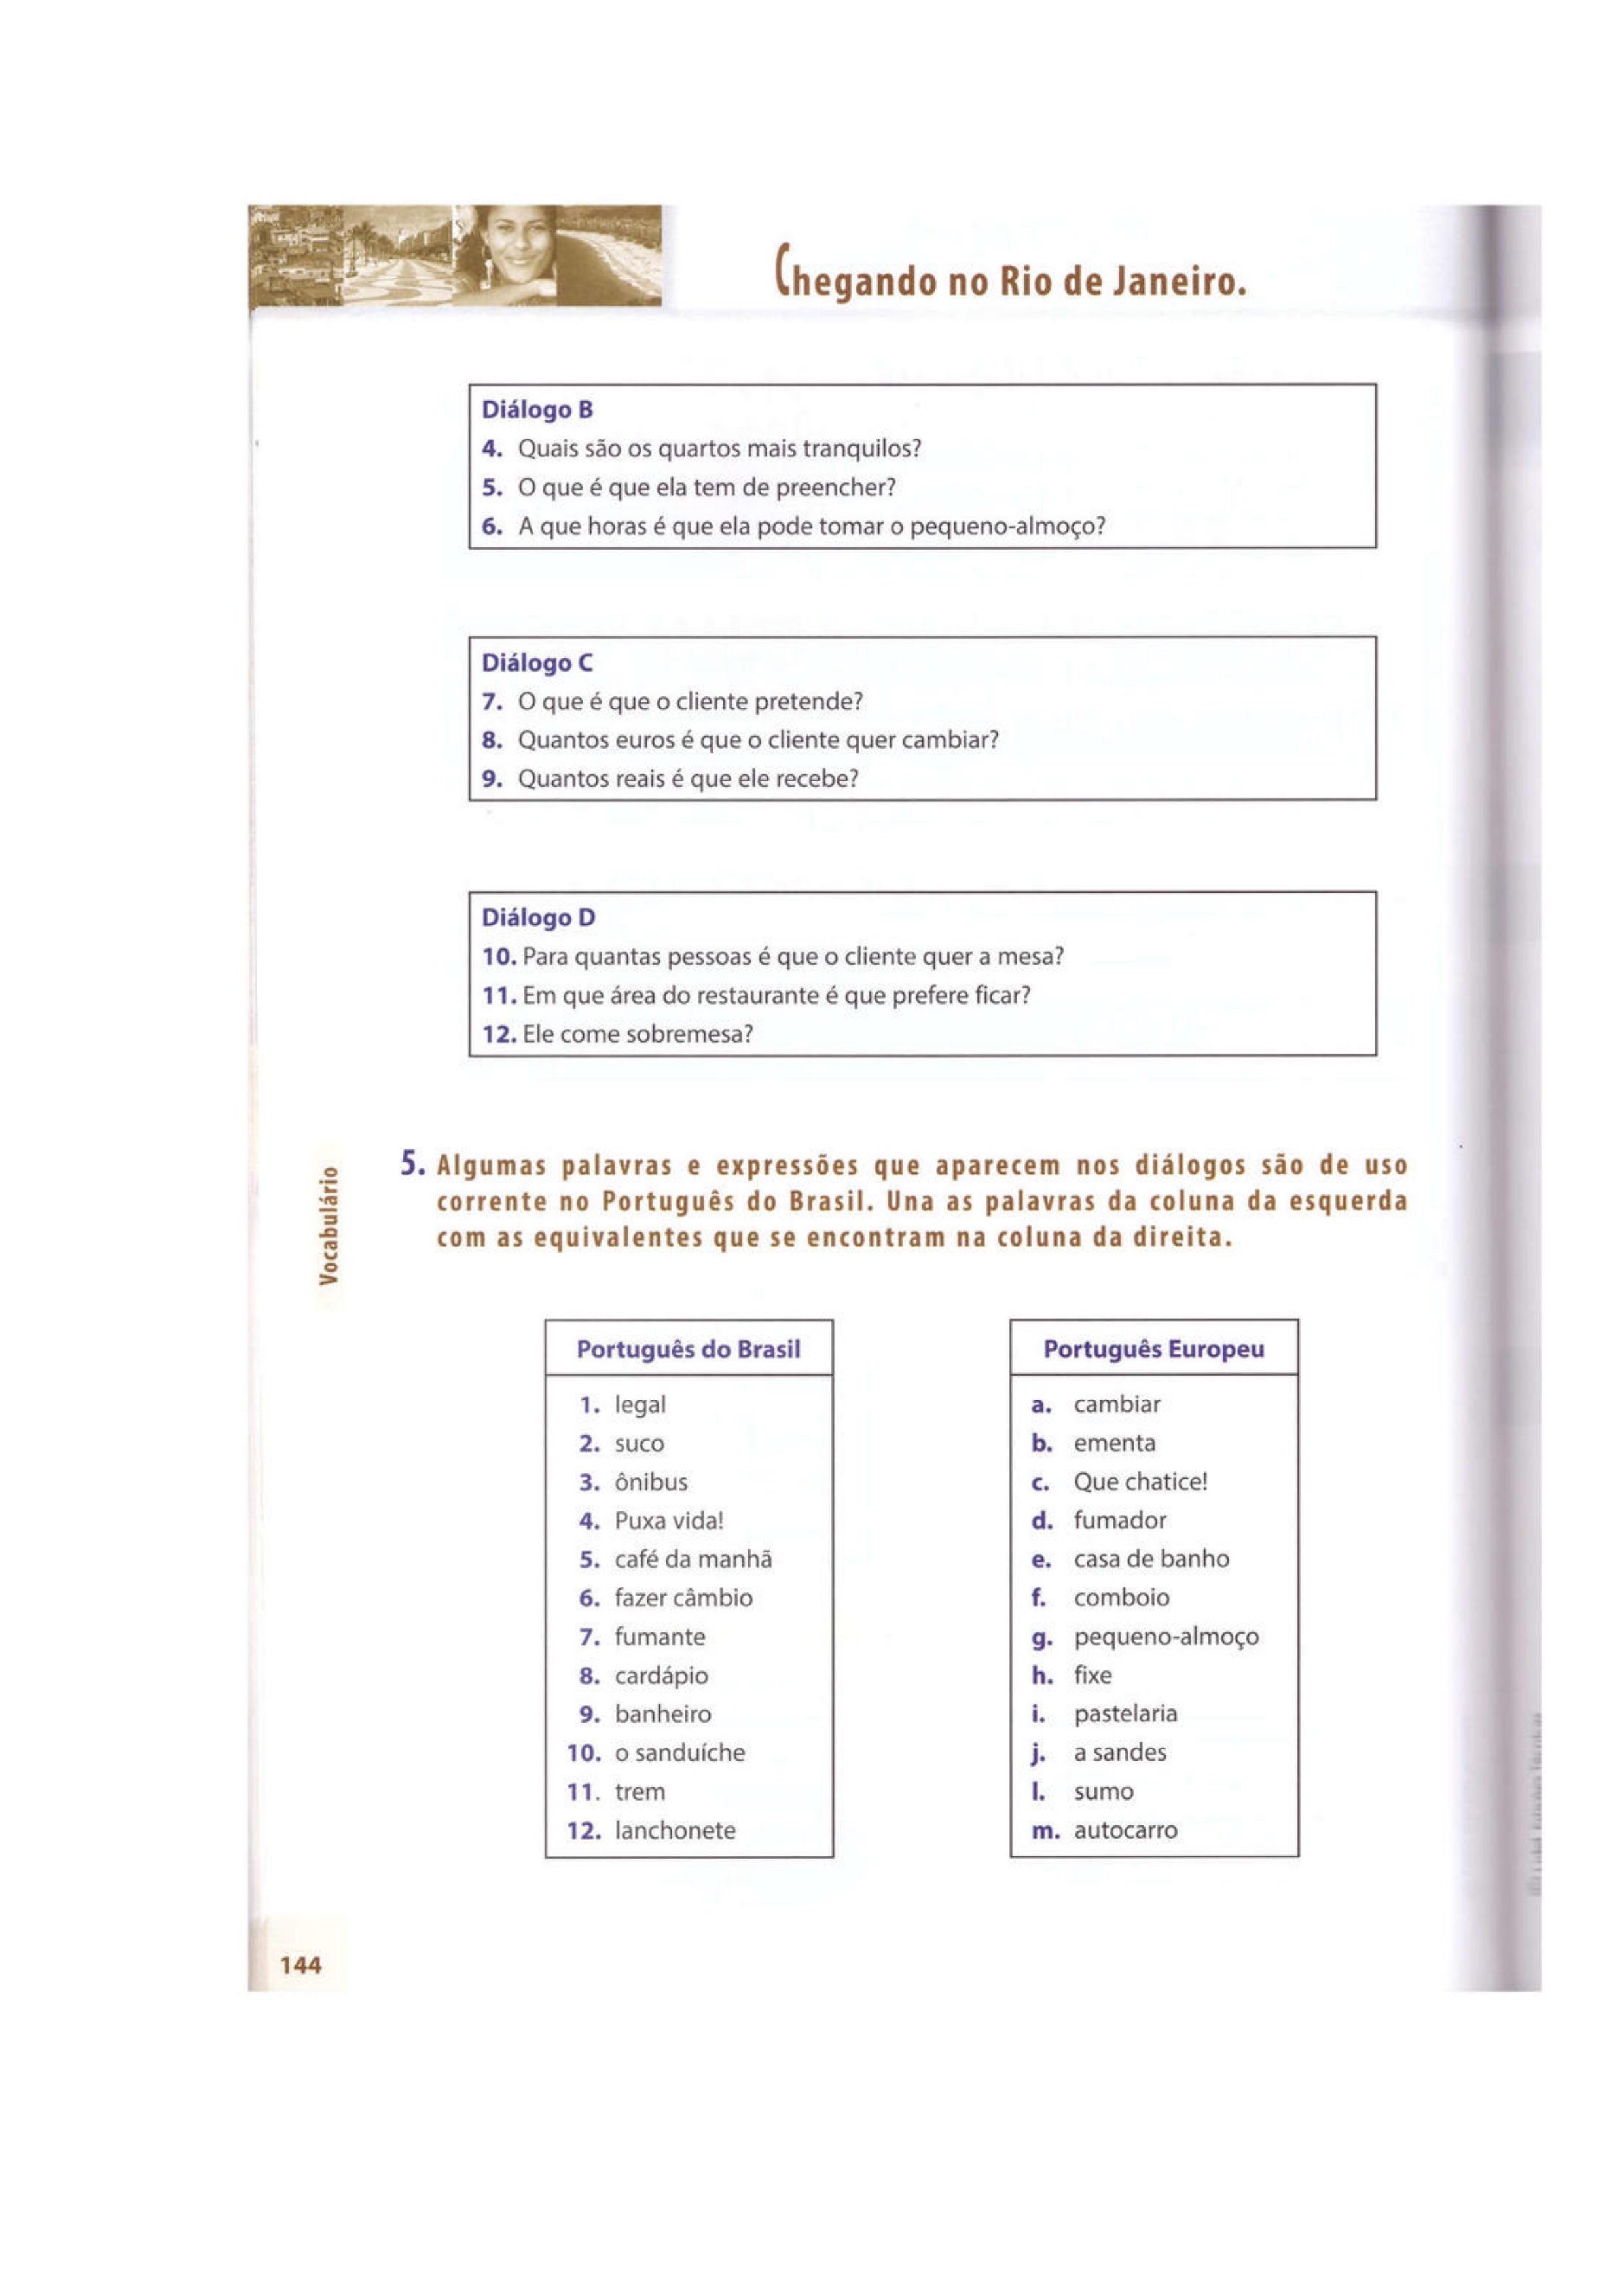 Chegando no Rio de Janeiro.
Diálogo B
4. Quais são os quartos mais tranquilos?
5. O que é que ela tem de preencher?
6. A que horas é que ela pode tomar o pequeno-almoço?
Diálogo C
7. O que é que o cliente pretende?
8. Quantos euros é que o cliente quer cambiar?
9. Quantos reais é que ele recebe?
Diálogo D
10. Para quantas pessoas é que o cliente quer a mesa?
11. Em que área do restaurante é que prefere ficar?
12. Ele come sobremesa?
Vocabulário
5. Algumas palavras e expressões que aparecem nos diálogos são de uso
corrente no Português do Brasil. Una as palavras da coluna da esquerda
com as equivalentes que se encontram na coluna da direita.
Português do Brasil
1. legal
2. suco
3. ônibus
4. Puxa vida!
5. café da manhã
6. fazer câmbio
7. fumante
8. cardápio
9. banheiro
10. o sanduíche
11. trem
12. lanchonete
Português Europeu
a. cambiar
b. ementa
c. Que chatice!
d. fumador
e. casa de banho
f. comboio
g. pequeno-almoço
h. fixe
i. pastelaria
j. a sandes
l. sumo
m. autocarro
144